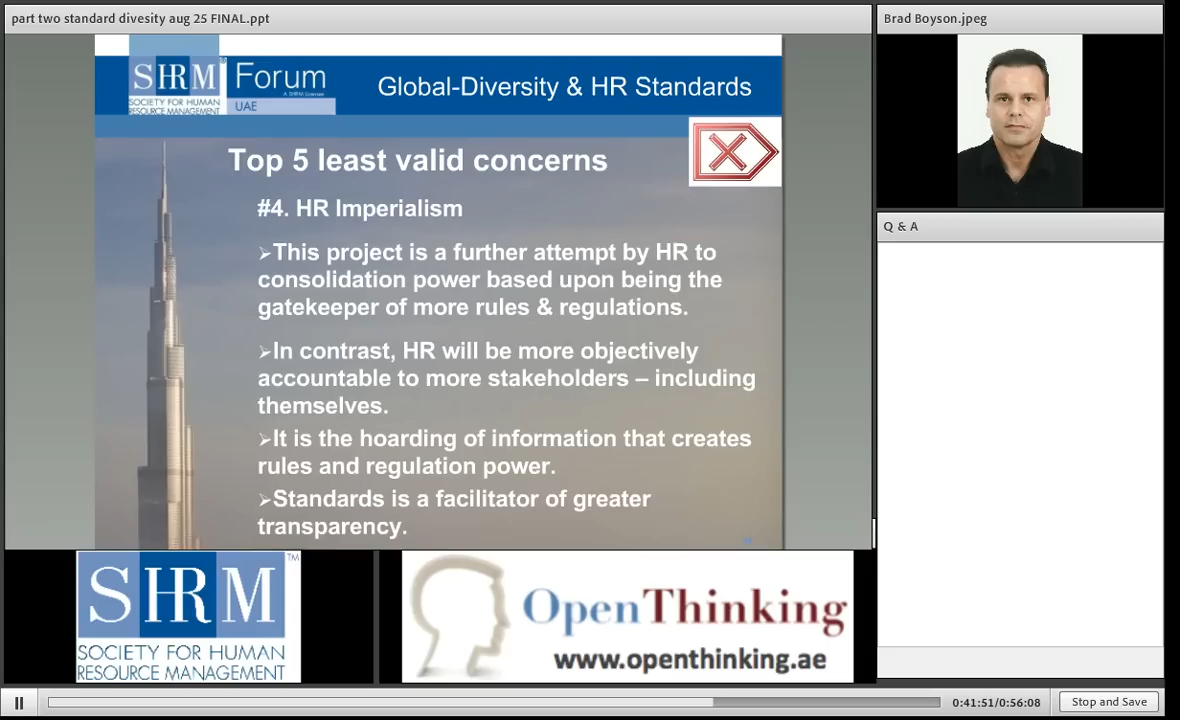 part two standard divesity aug 25 FINAL.ppt
Brad Boyson.jpeg
SHRM
SOCIETY FOR HUMAN
RESOURCE MANAGEMENT
Forum
A SHRM
UAE
Global-Diversity & HR Standards
Top 5 least valid concerns
#4. HR Imperialism
➢This project is a further attempt by HR to
consolidation power based upon being the
gatekeeper of more rules & regulations.
➢In contrast, HR will be more objectively
accountable to more stakeholders – including
themselves.
➢It is the hoarding of information that creates
rules and regulation power.
➢Standards is a facilitator of greater
transparency.
Q & A
SHRM™
SOCIETY FOR HUMAN
RESOURCE MANAGEMENT
OpenThinking
www.openthinking.ae
0:41:51/0:56:08
Stop and Save